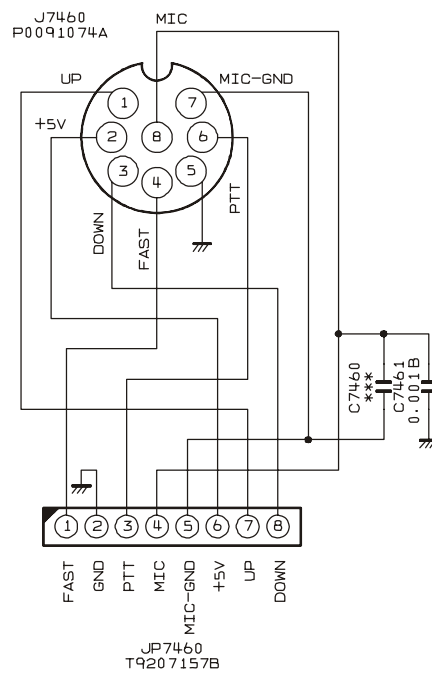 J7460
P0091074A
MIC
UP
MIC-GND
+5V
1
7
2
8
6
3
4
5
DOWN
FAST
PTT
C7460
***
C7461
0.001B
1
2
3
4
5
6
7
8
FAST
GND
PTT
MIC
MIC-GND
+5V
UP
DOWN
JP7460
T9207157B